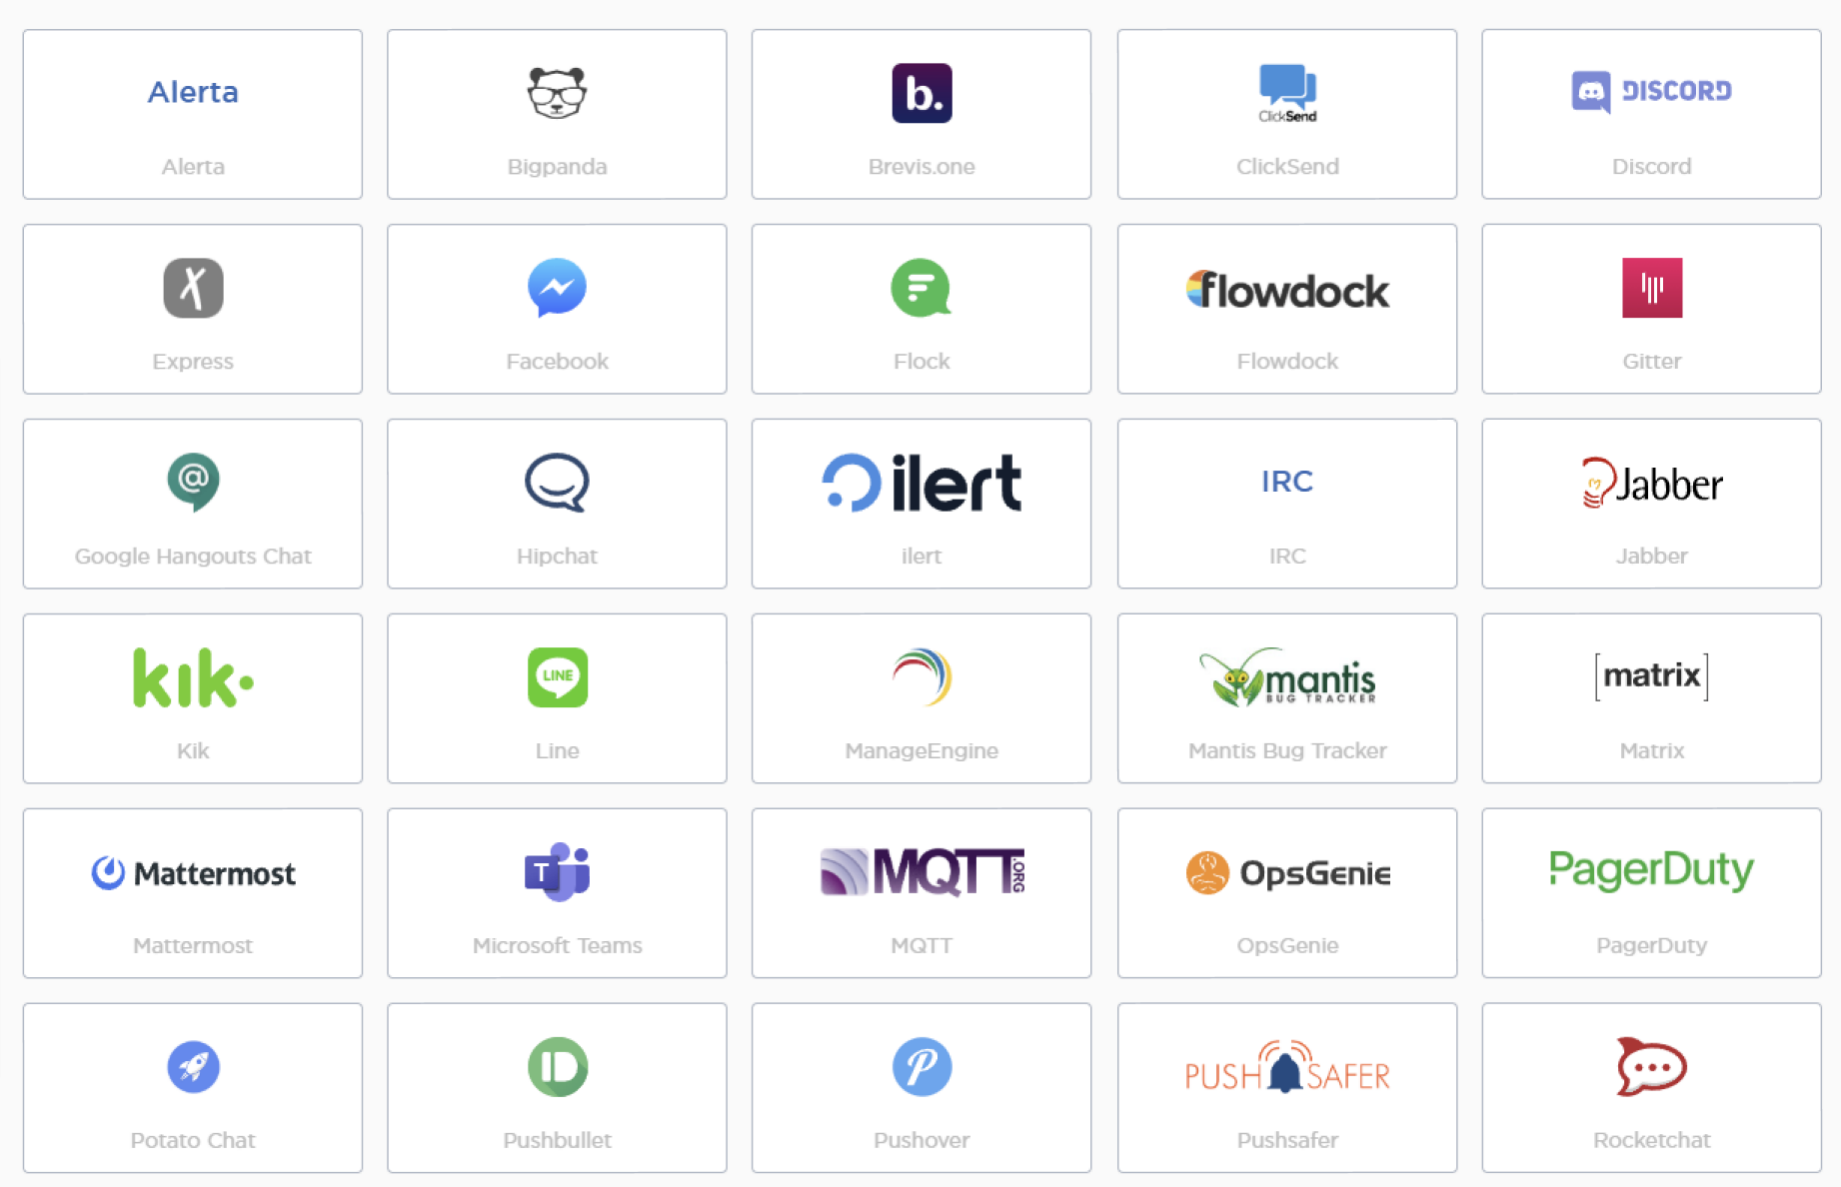 Alerta
Alerta
Bigpanda
b.
Brevis.one
ClickSend
ClickSend
DISCORD
Discord
X
Express
Facebook
Flock
flowdock
Flowdock
Gitter
@
Google Hangouts Chat
Hipchat
ilert
ilert
IRC
IRC
Jabber
Jabber
kik.
Kik
LINE
Line
ManageEngine
mantis
BUG TRACKER
Mantis Bug Tracker
[matrix]
Matrix
Mattermost
Mattermost
T
Microsoft Teams
MQTT.ORG
MQTT
OpsGenie
OpsGenie
PagerDuty
PagerDuty
Potato Chat
Pushbullet
P
Pushover
PUSH SAFER
Pushsafer
Rocketchat